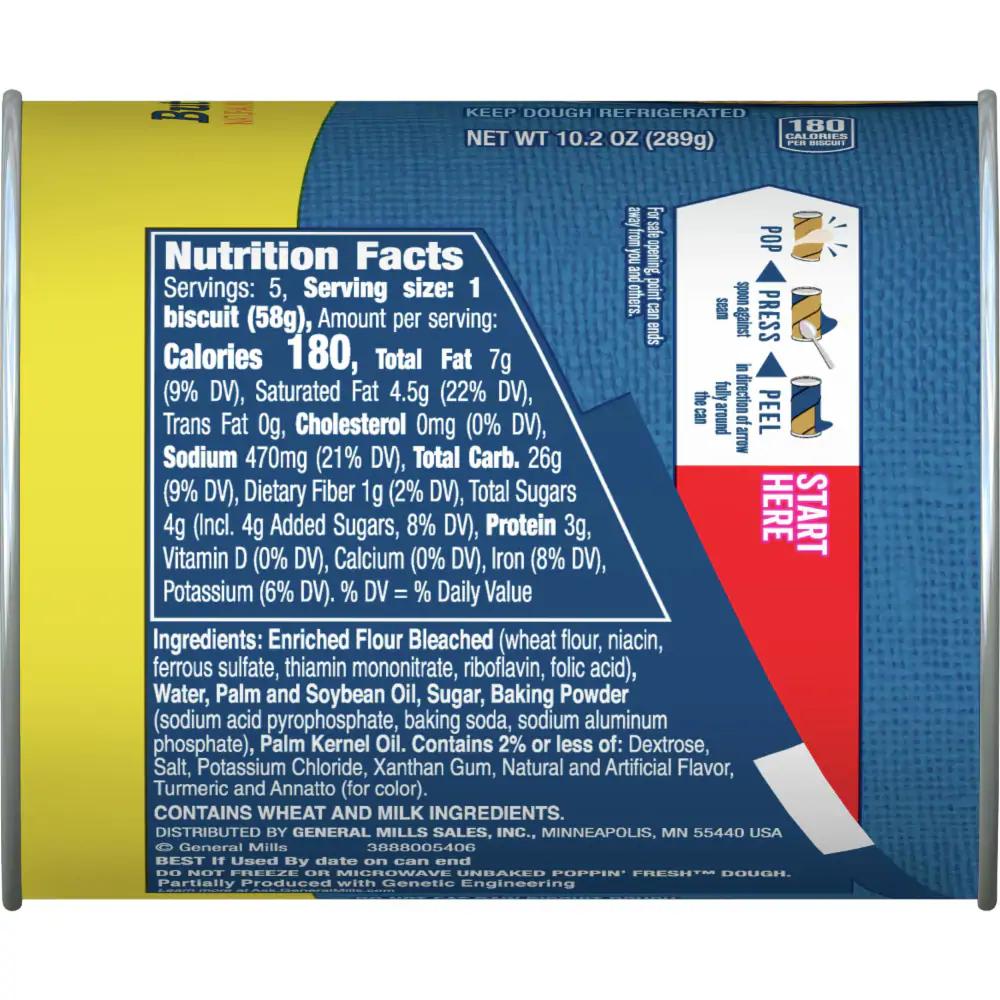 KEEP DOUGH REFRIGERATED
NET WT 10.2 OZ (289g)
180
CALORIES
PER BISCUIT
For safe opening, point can ends
away from you and others.
POP
PRESS
spoon against
seam
PEEL
in direction of arrow
fully around
the can
START
HERE
Nutrition Facts
Servings: 5, Serving size: 1
biscuit (58g), Amount per serving:
Calories 180, Total Fat 7g
(9% DV), Saturated Fat 4.5g (22% DV),
Trans Fat 0g, Cholesterol 0mg (0% DV),
Sodium 470mg (21% DV), Total Carb. 26g
(9% DV), Dietary Fiber 1g (2% DV), Total Sugars
4g (Incl. 4g Added Sugars, 8% DV), Protein 3g,
Vitamin D (0% DV), Calcium (0% DV), Iron (8% DV),
Potassium (6% DV). % DV = % Daily Value
Ingredients: Enriched Flour Bleached (wheat flour, niacin,
ferrous sulfate, thiamin mononitrate, riboflavin, folic acid),
Water, Palm and Soybean Oil, Sugar, Baking Powder
(sodium acid pyrophosphate, baking soda, sodium aluminum
phosphate), Palm Kernel Oil. Contains 2% or less of: Dextrose,
Salt, Potassium Chloride, Xanthan Gum, Natural and Artificial Flavor,
Turmeric and Annatto (for color).
CONTAINS WHEAT AND MILK INGREDIENTS.
DISTRIBUTED BY GENERAL MILLS SALES, INC., MINNEAPOLIS, MN 55440 USA
© General Mills 3888005406
BEST If Used By date on can end
DO NOT FREEZE OR MICROWAVE UNBAKED POPPIN' FRESH™ DOUGH.
Partially Produced with Genetic Engineering
Learn more at Ask.GeneralMills.com